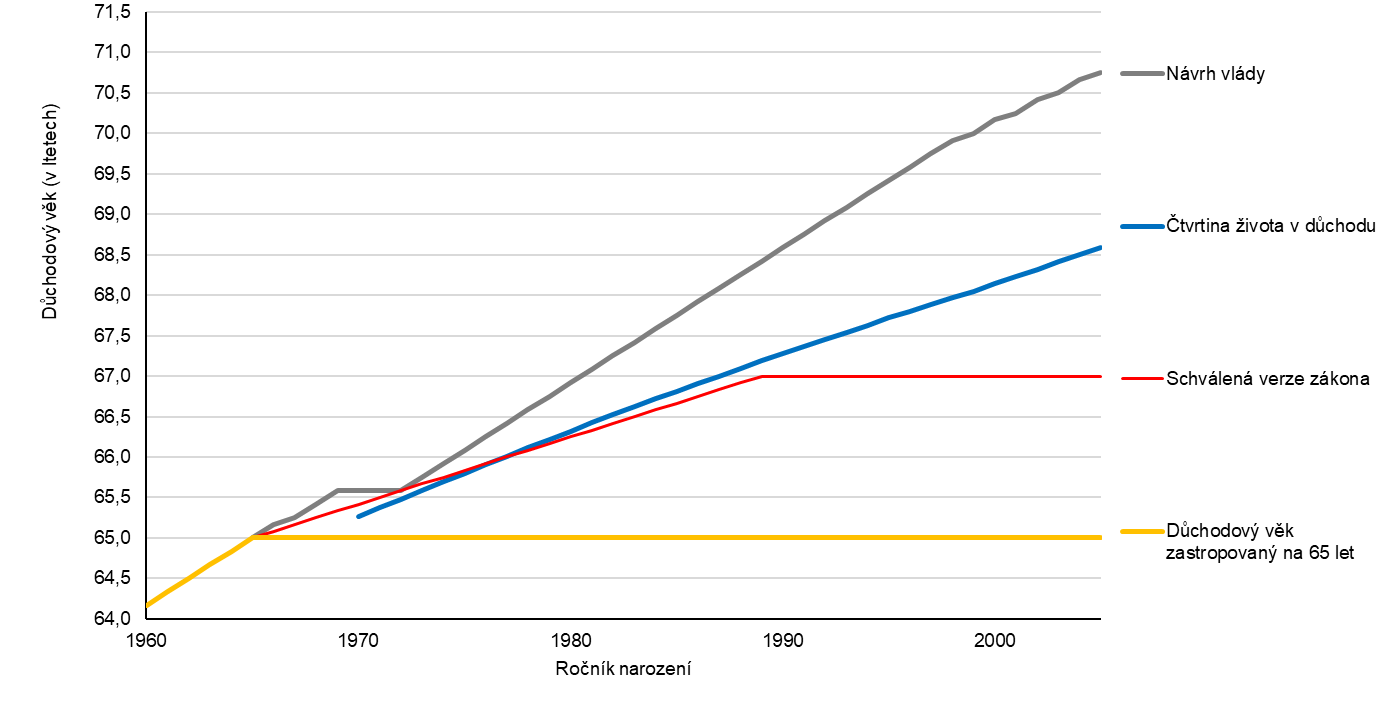 71,5
71,0
70,5
70,0
69,5
69,0
68,5
68,0
67,5
67,0
66,5
66,0
65,5
65,0
64,5
64,0
Důchodový věk (v ltetech)
1960 1970 1980 1990 2000
Ročník narození
Návrh vlády
Čtvrtina života v důchodu
Schválená verze zákona
Důchodový věk
zastropovaný na 65 let